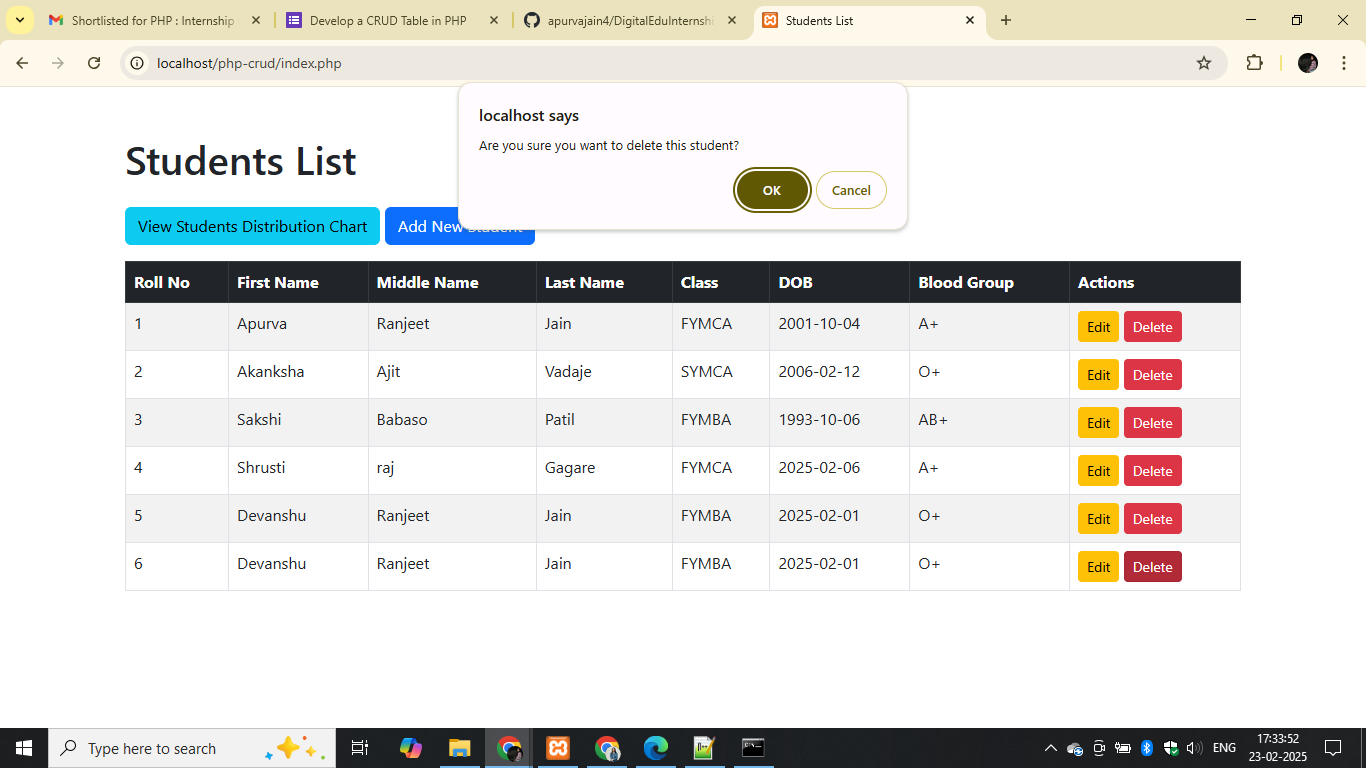 Shortlisted for PHP : Internship
Develop a CRUD Table in PHP
apurvajain4/DigitalEduInternshi
Students List
localhost/php-crud/index.php
localhost says
Are you sure you want to delete this student?
OK Cancel
Students List
View Students Distribution Chart Add New Student
Roll No First Name Middle Name Last Name Class DOB Blood Group Actions
1 Apurva Ranjeet Jain FYMCA 2001-10-04 A+ Edit Delete
2 Akanksha Ajit Vadaje SYMCA 2006-02-12 O+ Edit Delete
3 Sakshi Babaso Patil FYMBA 1993-10-06 AB+ Edit Delete
4 Shrusti raj Gagare FYMCA 2025-02-06 A+ Edit Delete
5 Devanshu Ranjeet Jain FYMBA 2025-02-01 O+ Edit Delete
6 Devanshu Ranjeet Jain FYMBA 2025-02-01 O+ Edit Delete
Type here to search
ENG
17:33:52
23-02-2025